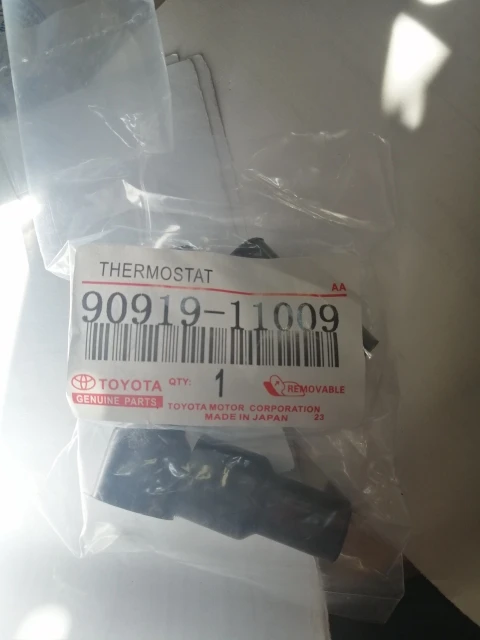 THERMOSTAT
AA
90919-11009
TOYOTA QTY: 1 REMOVABLE
GENUINE PARTS TOYOTA MOTOR CORPORATION
MADE IN JAPAN 23